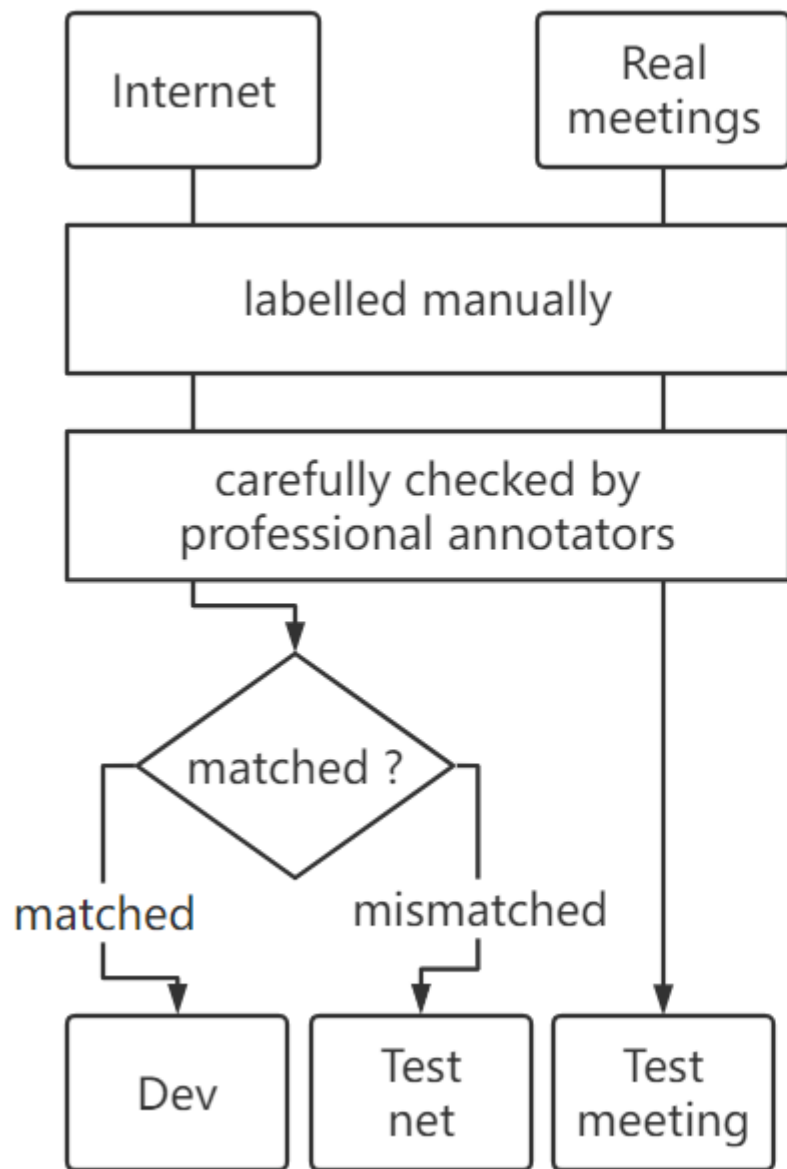 Internet
Real
meetings
labelled manually
carefully checked by
professional annotators
matched ?
matched
mismatched
Dev
Test
net
Test
meeting